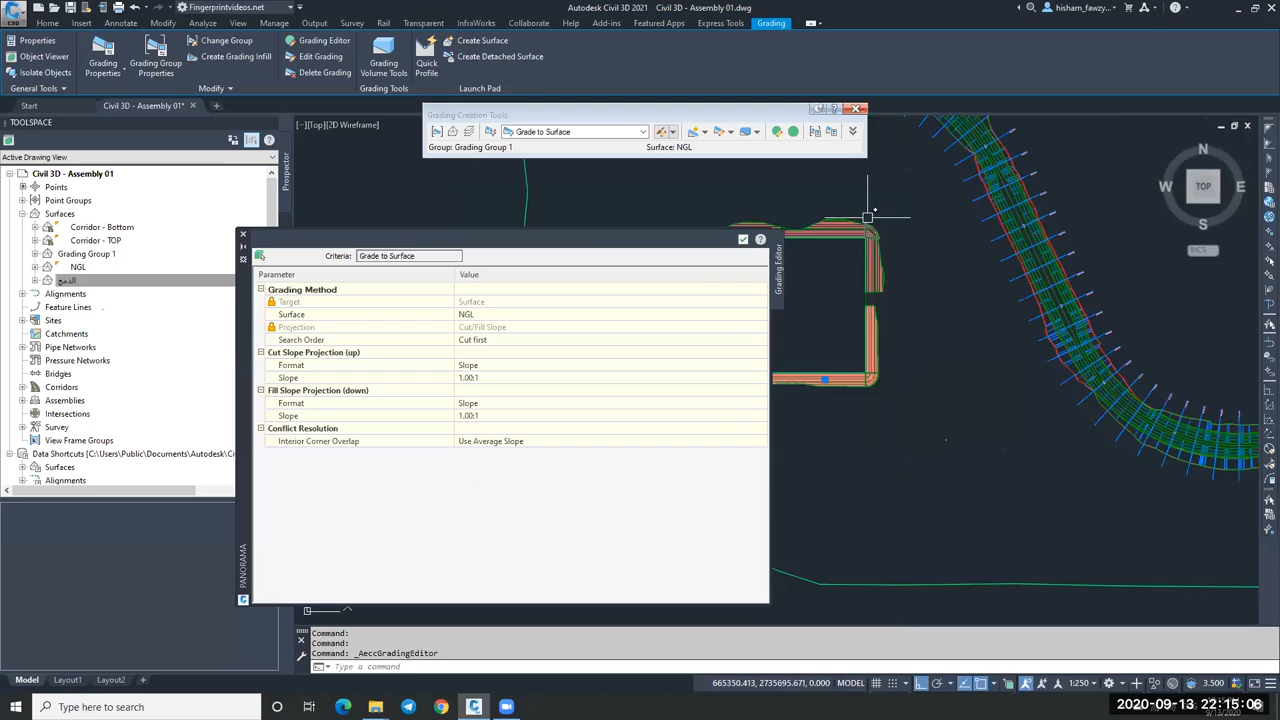 Fingerprintvideos.net
Autodesk Civil 3D 2021
Civil 3D - Assembly 01.dwg
Type a keyword or phrase
hisham_fawzy...
C3D
Home
Insert
Annotate
Modify
Analyze
View
Manage
Output
Survey
Rail
Transparent
InfraWorks
Collaborate
Help
Add-ins
Featured Apps
Express Tools
Grading
Properties
Object Viewer
Isolate Objects
General Tools
Grading
Properties
Grading Group
Properties
Change Group
Create Grading Infill
Grading Editor
Edit Grading
Delete Grading
Modify
Grading
Volume Tools
Grading Tools
Quick
Profile
Create Surface
Create Detached Surface
Launch Pad
Start
Civil 3D - Assembly 01*
[−][Top][2D Wireframe]
Grading Creation Tools
Grade to Surface
Group: Grading Group 1
Surface: NGL
TOOLSPACE
Active Drawing View
Prospector
Civil 3D - Assembly 01
Points
Point Groups
Surfaces
Corridor - Bottom
Corridor - TOP
Grading Group 1
NGL
الدمج
Alignments
Feature Lines
Sites
Catchments
Pipe Networks
Pressure Networks
Bridges
Corridors
Assemblies
Intersections
Survey
View Frame Groups
Data Shortcuts [C:\Users\Public\Documents\Autodesk\Ci
Surfaces
Alignments
N
W
TOP
E
S
WCS
Criteria:
Grade to Surface
Grading Editor
Parameter
Value
Grading Method
Target
Surface
Surface
NGL
Projection
Cut/Fill Slope
Search Order
Cut first
Cut Slope Projection (up)
Format
Slope
Slope
1.00:1
Fill Slope Projection (down)
Format
Slope
Slope
1.00:1
Conflict Resolution
Interior Corner Overlap
Use Average Slope
PANORAMA
Command:
Command:
Command: _AeccGradingEditor
Type a command
Model
Layout1
Layout2
665350.413, 2735695.671, 0.000
MODEL
1:250
3.500
Type here to search
2020-09-13 22:15:06